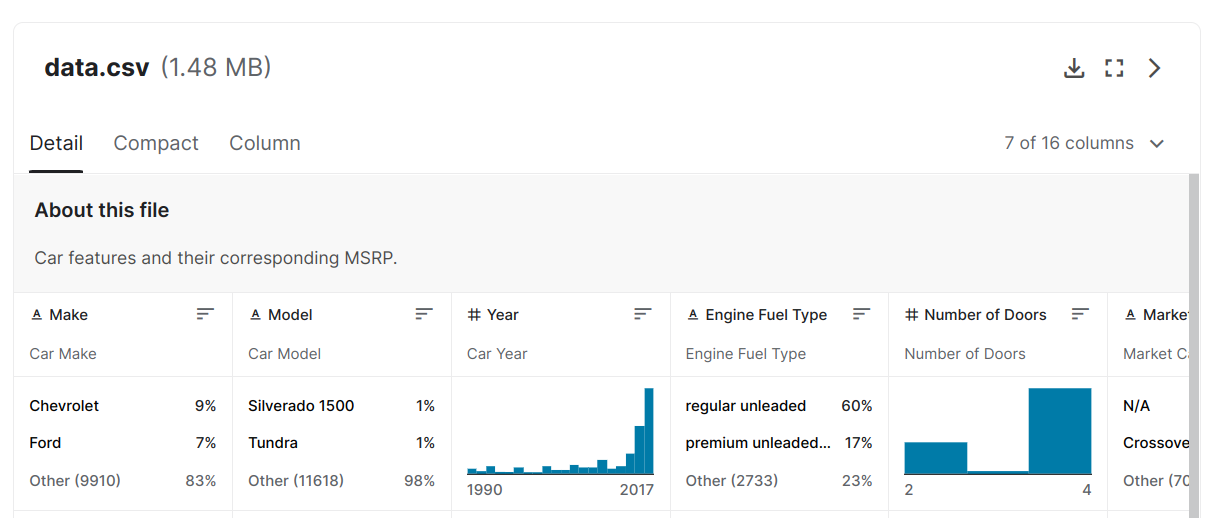 data.csv (1.48 MB)
Detail Compact Column 7 of 16 columns
About this file
Car features and their corresponding MSRP.
A Make A Model # Year A Engine Fuel Type # Number of Doors A Market
Car Make Car Model Car Year Engine Fuel Type Number of Doors Market C
Chevrolet 9% Silverado 1500 1% regular unleaded 60% N/A
Ford 7% Tundra 1% premium unleaded... 17% Crossove
Other (9910) 83% Other (11618) 98% 1990 2017 Other (2733) 23% 2 4 Other (70